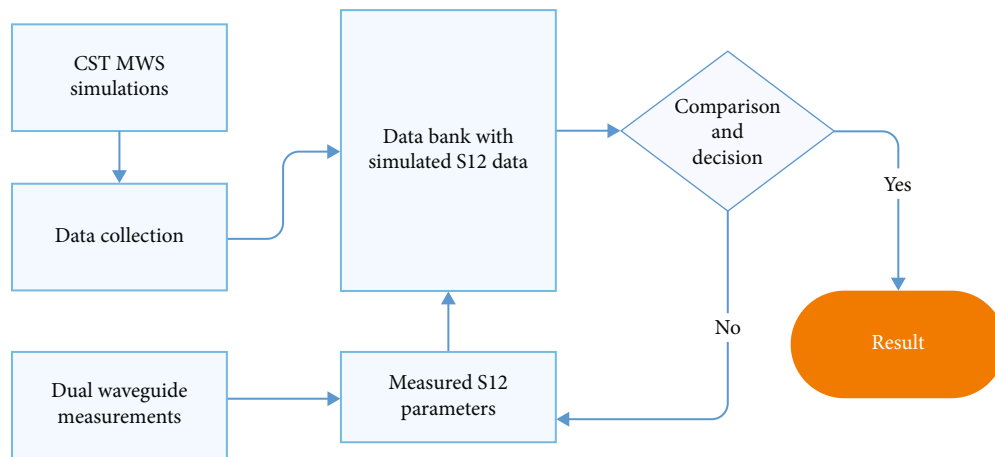 CST MWS
simulations
Data collection
Data bank with
simulated S12 data
Comparison
and
decision
Yes
No
Result
Dual waveguide
measurements
Measured S12
parameters